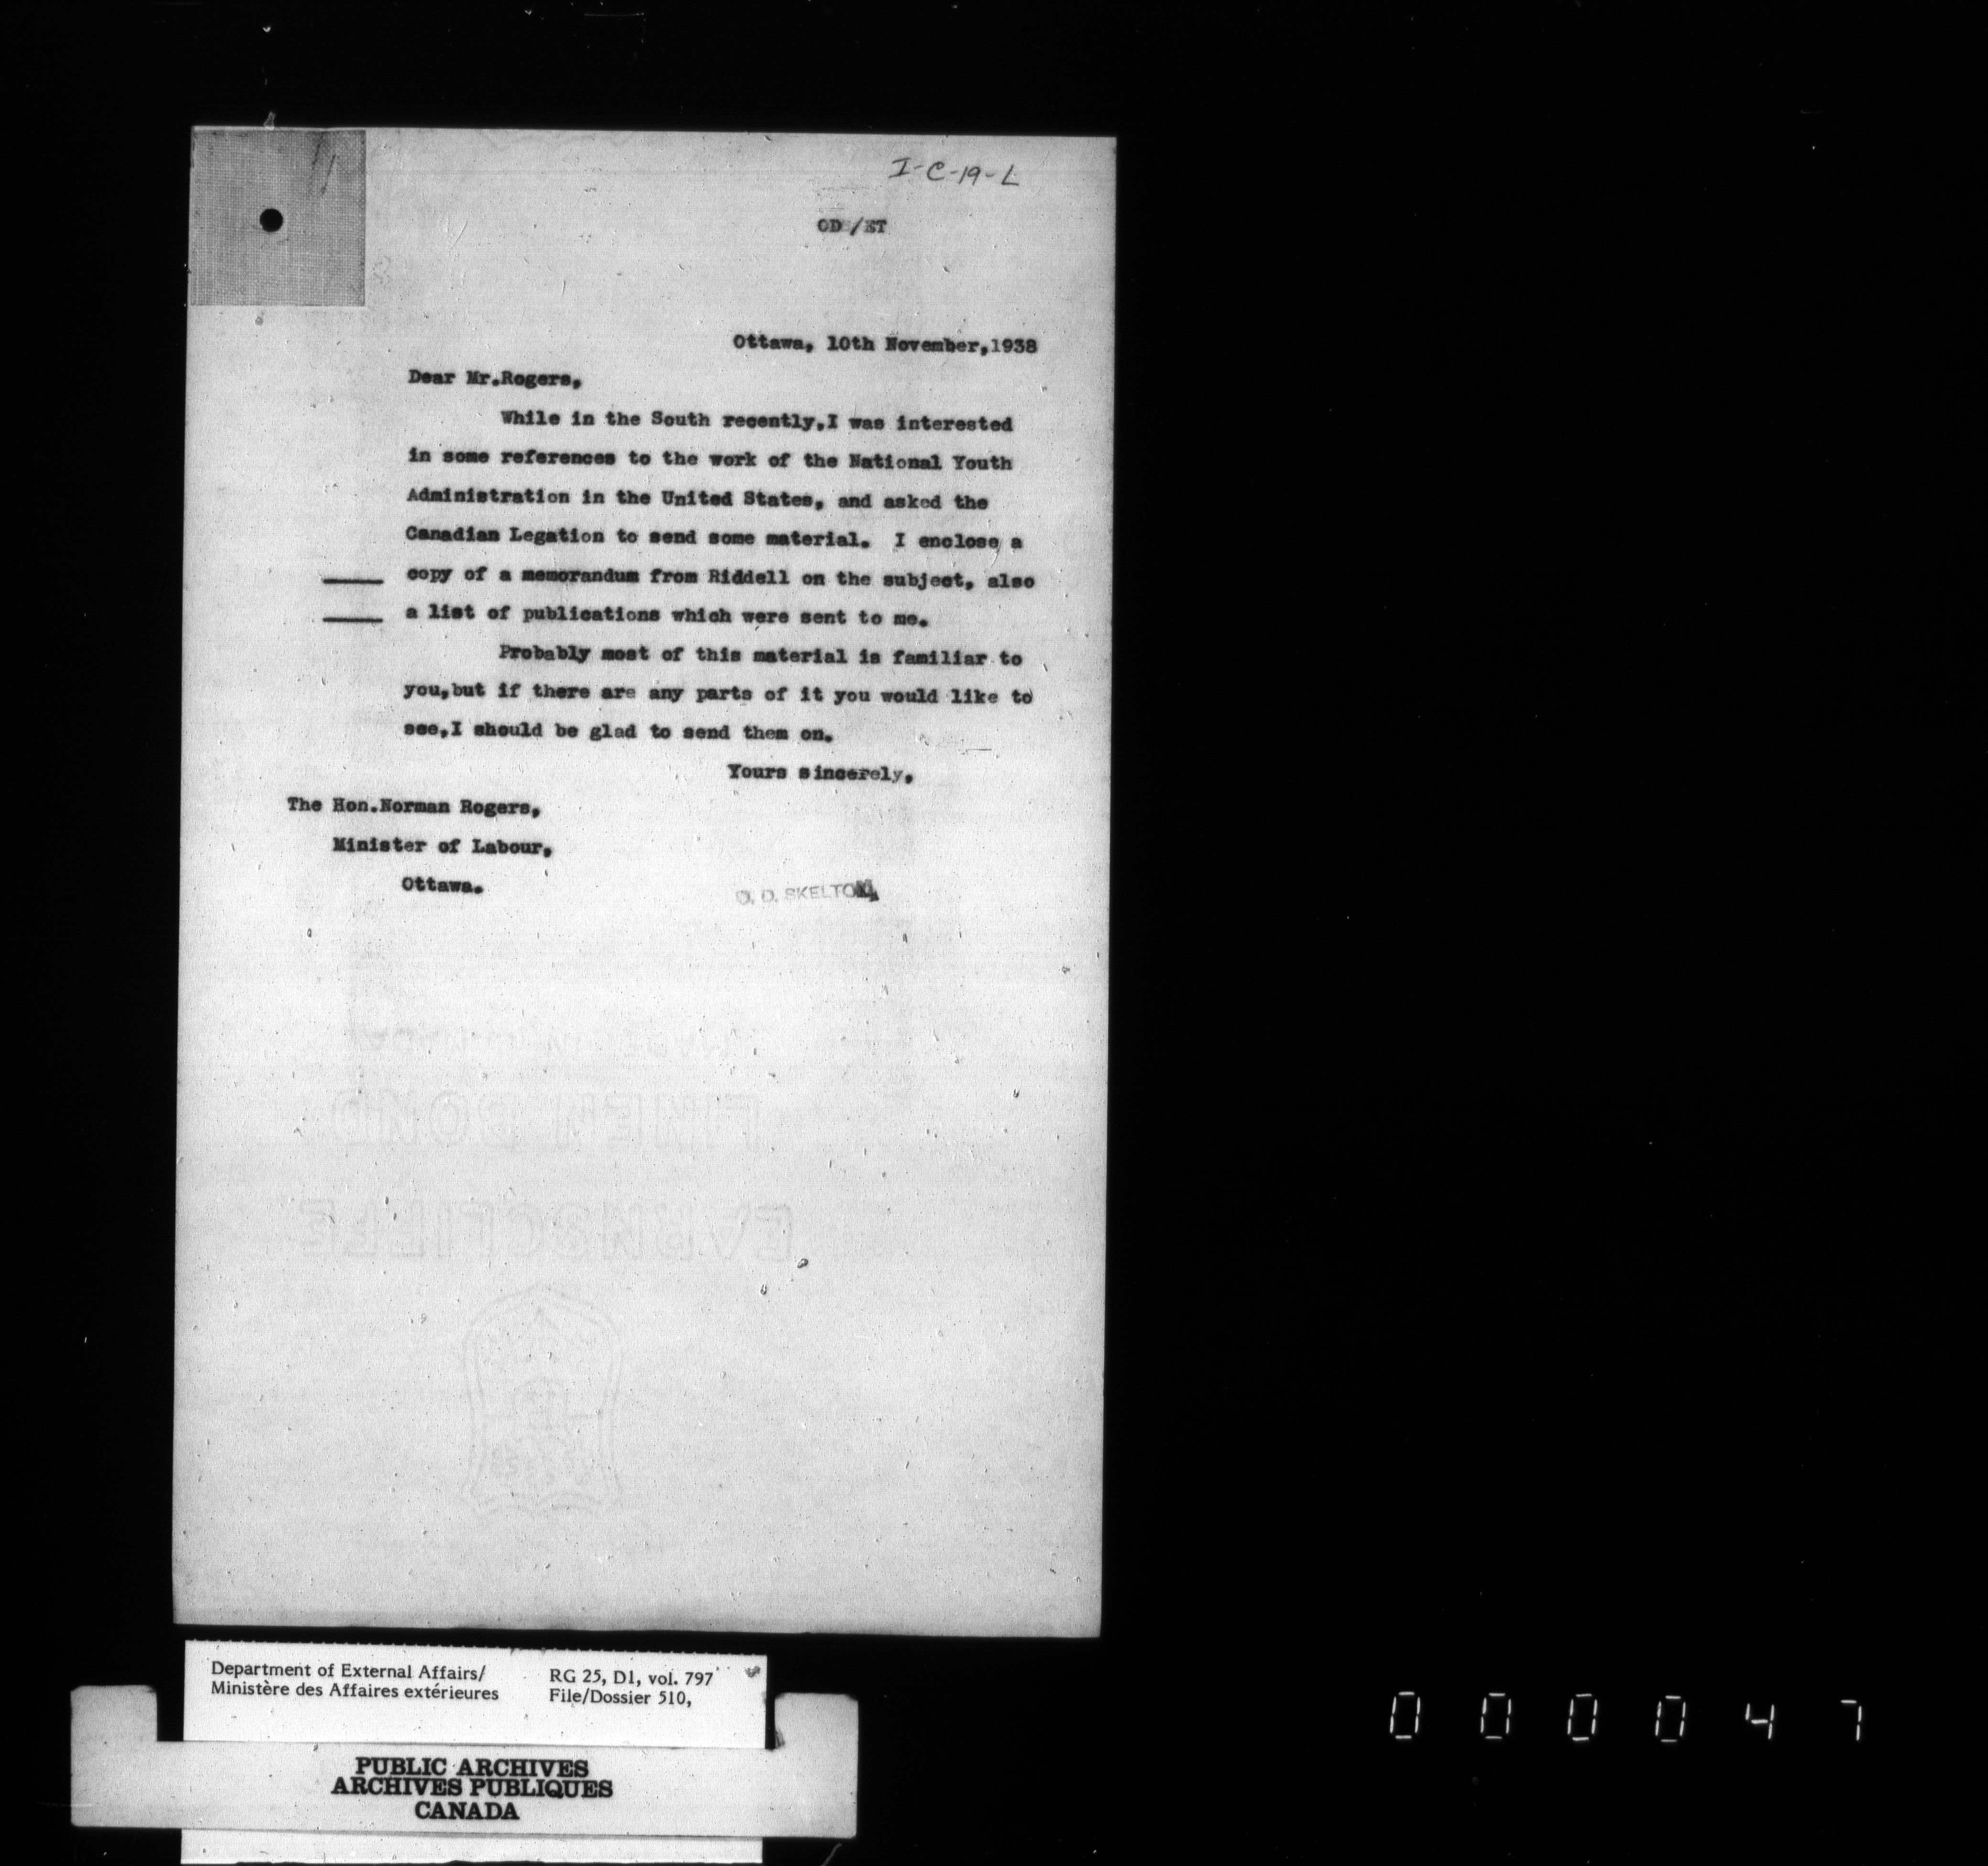 I-C-19-L
OD /ET
Ottawa, 10th November,1938
Dear Mr.Rogers,
While in the South recently,I was interested
in some references to the work of the National Youth
Administration in the United States, and asked the
Canadian Legation to send some material. I enclose a
copy of a memorandum from Riddell on the subject, also
a list of publications which were sent to me.
Probably most of this material is familiar to
you,but if there are any parts of it you would like to
see,I should be glad to send them on.
Yours sincerely,
The Hon.Norman Rogers,
Minister of Labour,
Ottawa.
O. D. SKELTON
Department of External Affairs/
Ministère des Affaires extérieures
RG 25, D1, vol. 797
File/Dossier 510,
PUBLIC ARCHIVES
ARCHIVES PUBLIQUES
CANADA
000047